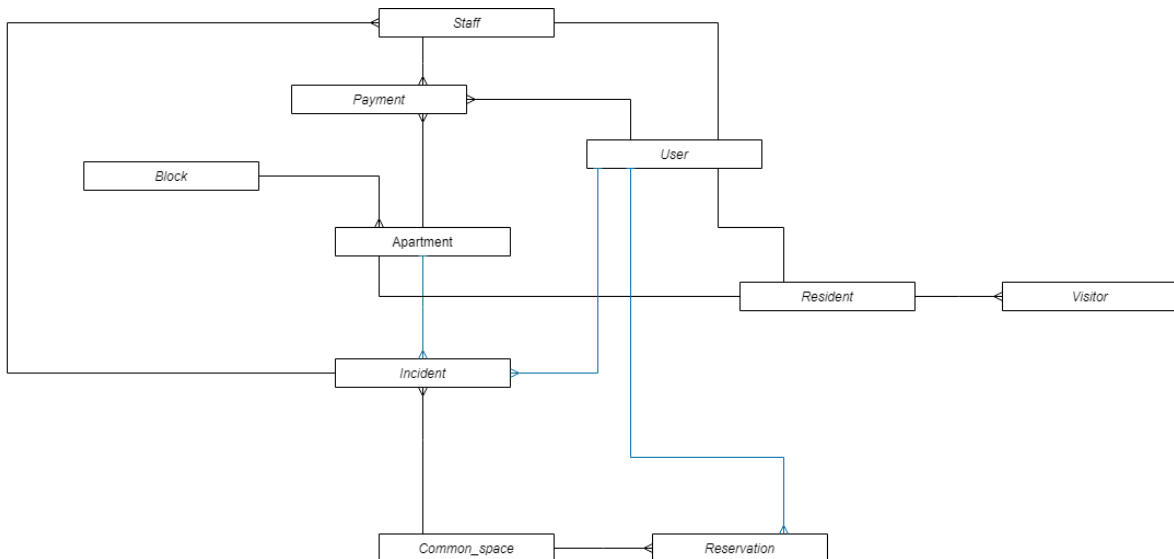 Staff
Payment
User
Block
Apartment
Resident
Visitor
Incident
Common_space
Reservation